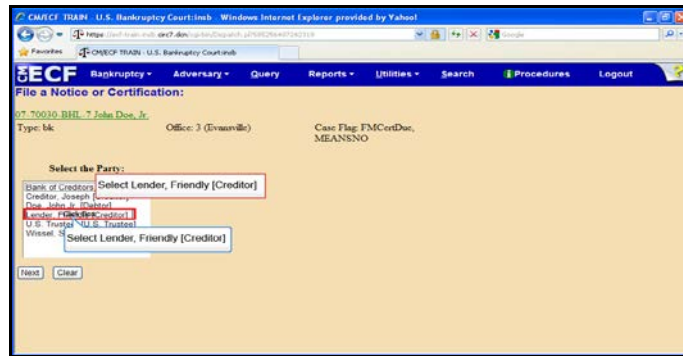 CM/ECF TRAIN - U.S. Bankruptcy Court:insb - Windows Internet Explorer provided by Yahoo!
Google
Favorites CM/ECF TRAIN - U.S. Bankruptcy Court:insb
ECF Bankruptcy Adversary Query Reports Utilities Search Procedures Logout ?
File a Notice or Certification:
07-70030-BHL-7 John Doe, Jr.
Type: bk Office: 3 (Evansville) Case Flag: FMCertDue,
MEANSNO
Select the Party:
Bank of Creditors
Select Lender, Friendly [Creditor]
Creditor, Joseph [Creditor]
Doe, John Jr. [Debtor]
Lender, [Creditor]
U.S. Trustee [U.S. Trustee]
Wissel, S
Select Lender, Friendly [Creditor]
Next Clear